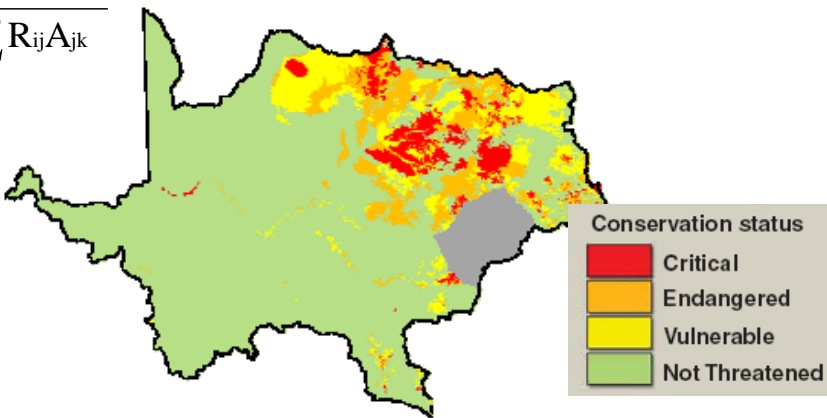 RijAjk
Conservation status
Critical
Endangered
Vulnerable
Not Threatened